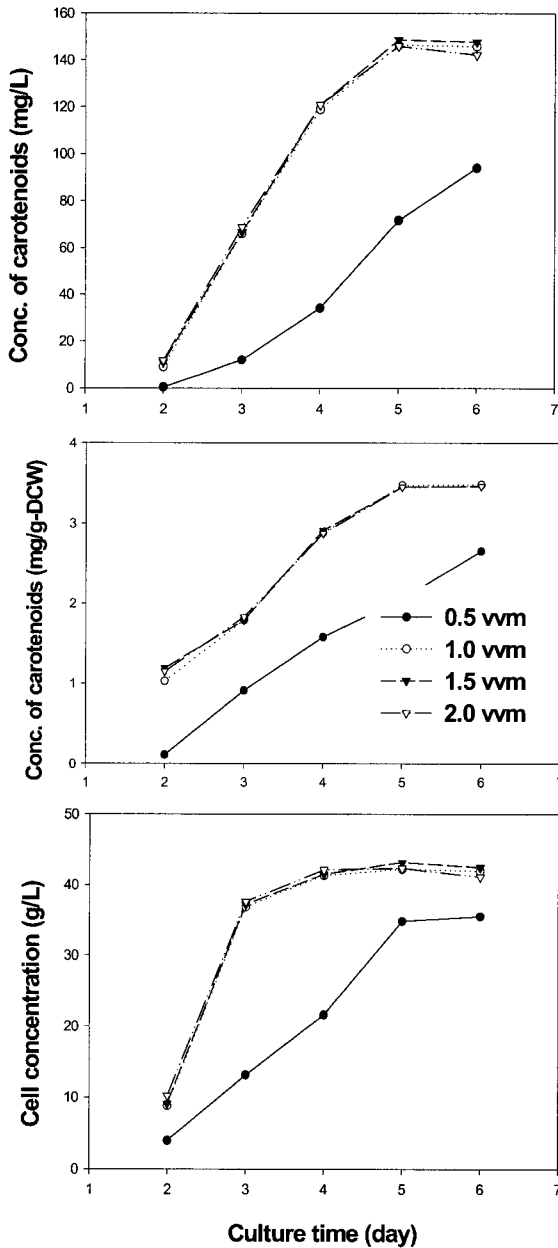 160
140
120
100
80
60
40
20
0
Conc. of carotenoids (mg/L)
1 2 3 4 5 6 7
4
3
2
1
0
Conc. of carotenoids (mg/g-DCW)
0.5 vvm
1.0 vvm
1.5 vvm
2.0 vvm
1 2 3 4 5 6 7
50
40
30
20
10
0
Cell concentration (g/L)
1 2 3 4 5 6 7
Culture time (day)